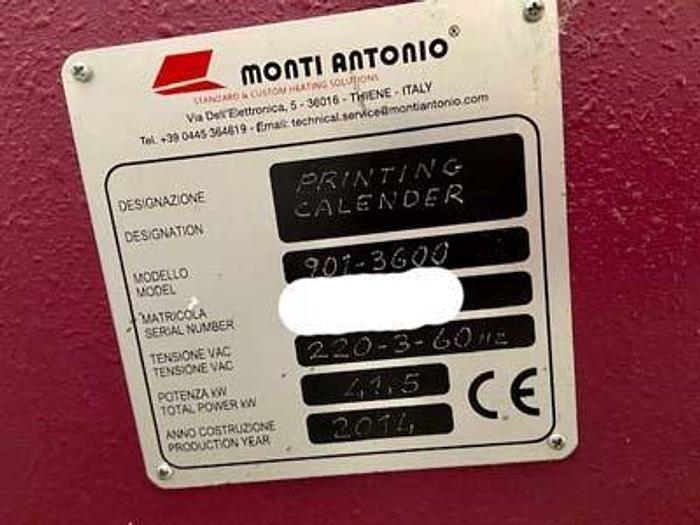 MONTI ANTONIO®
STANDARD & CUSTOM HEATING SOLUTIONS
Via Dell'Elettronica, 5 - 36016 - THIENE - ITALY
Tel. +39 0445 364619 - Email: technical.service@montiantonio.com
DESIGNAZIONE
DESIGNATION
PRINTING
CALENDER
MODELLO
MODEL
901-3600
MATRICOLA
SERIAL NUMBER
TENSIONE VAC
TENSIONE VAC
220-3-60Hz
POTENZA kW
TOTAL POWER kW
41,5
ANNO COSTRUZIONE
PRODUCTION YEAR
2014
CE